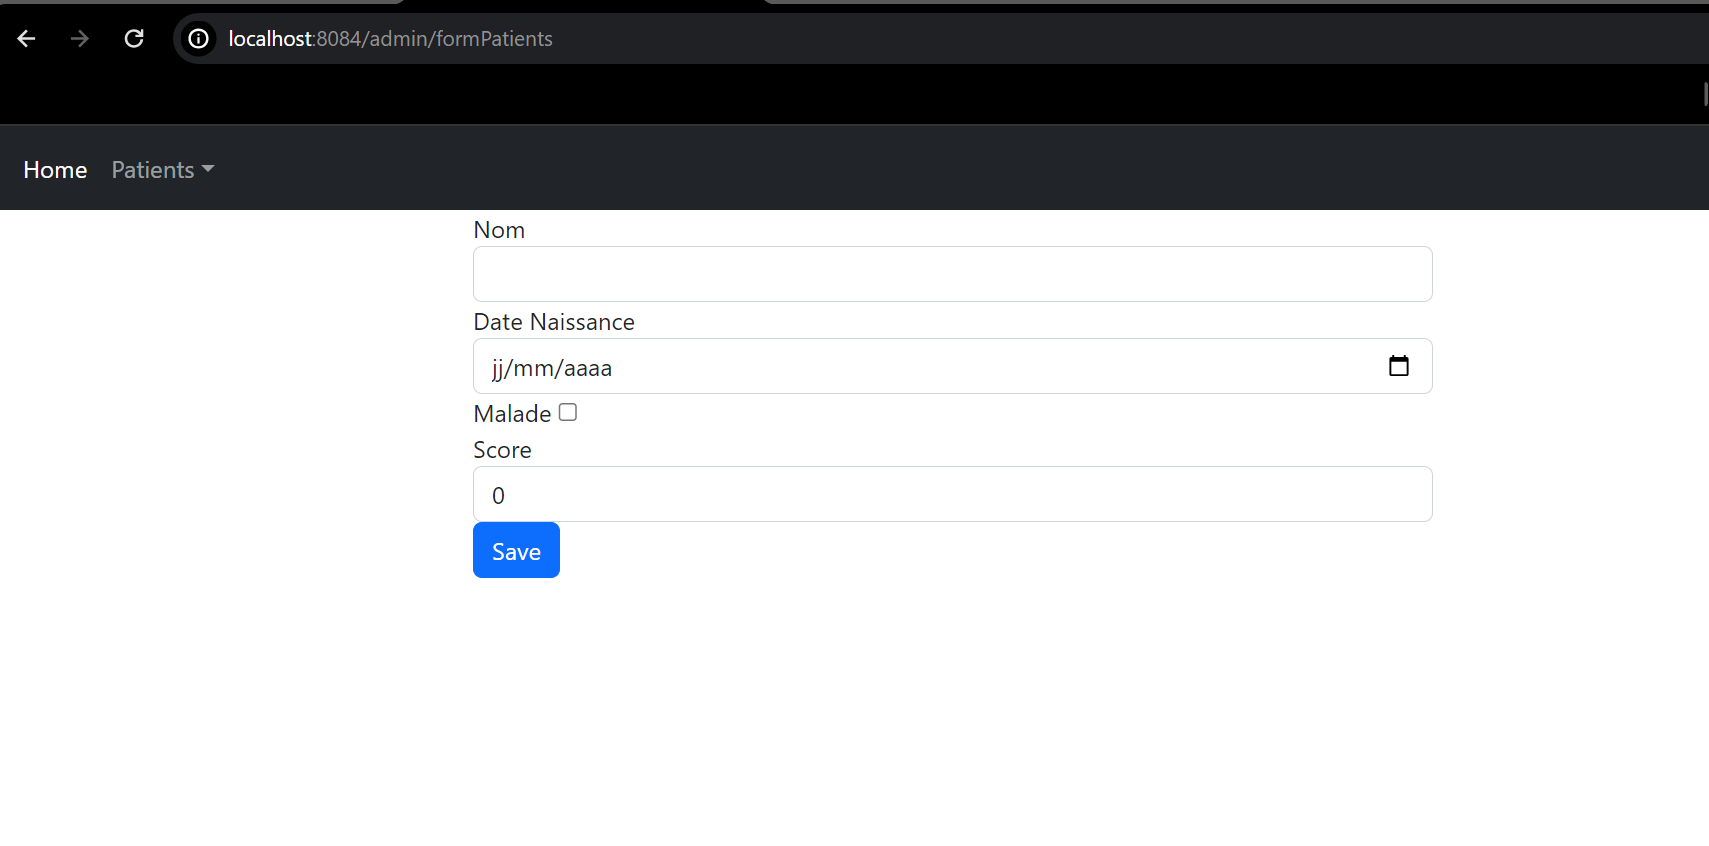 localhost:8084/admin/formPatients
Home Patients
Nom
Date Naissance
jj/mm/aaaa
Malade
Score
0
Save